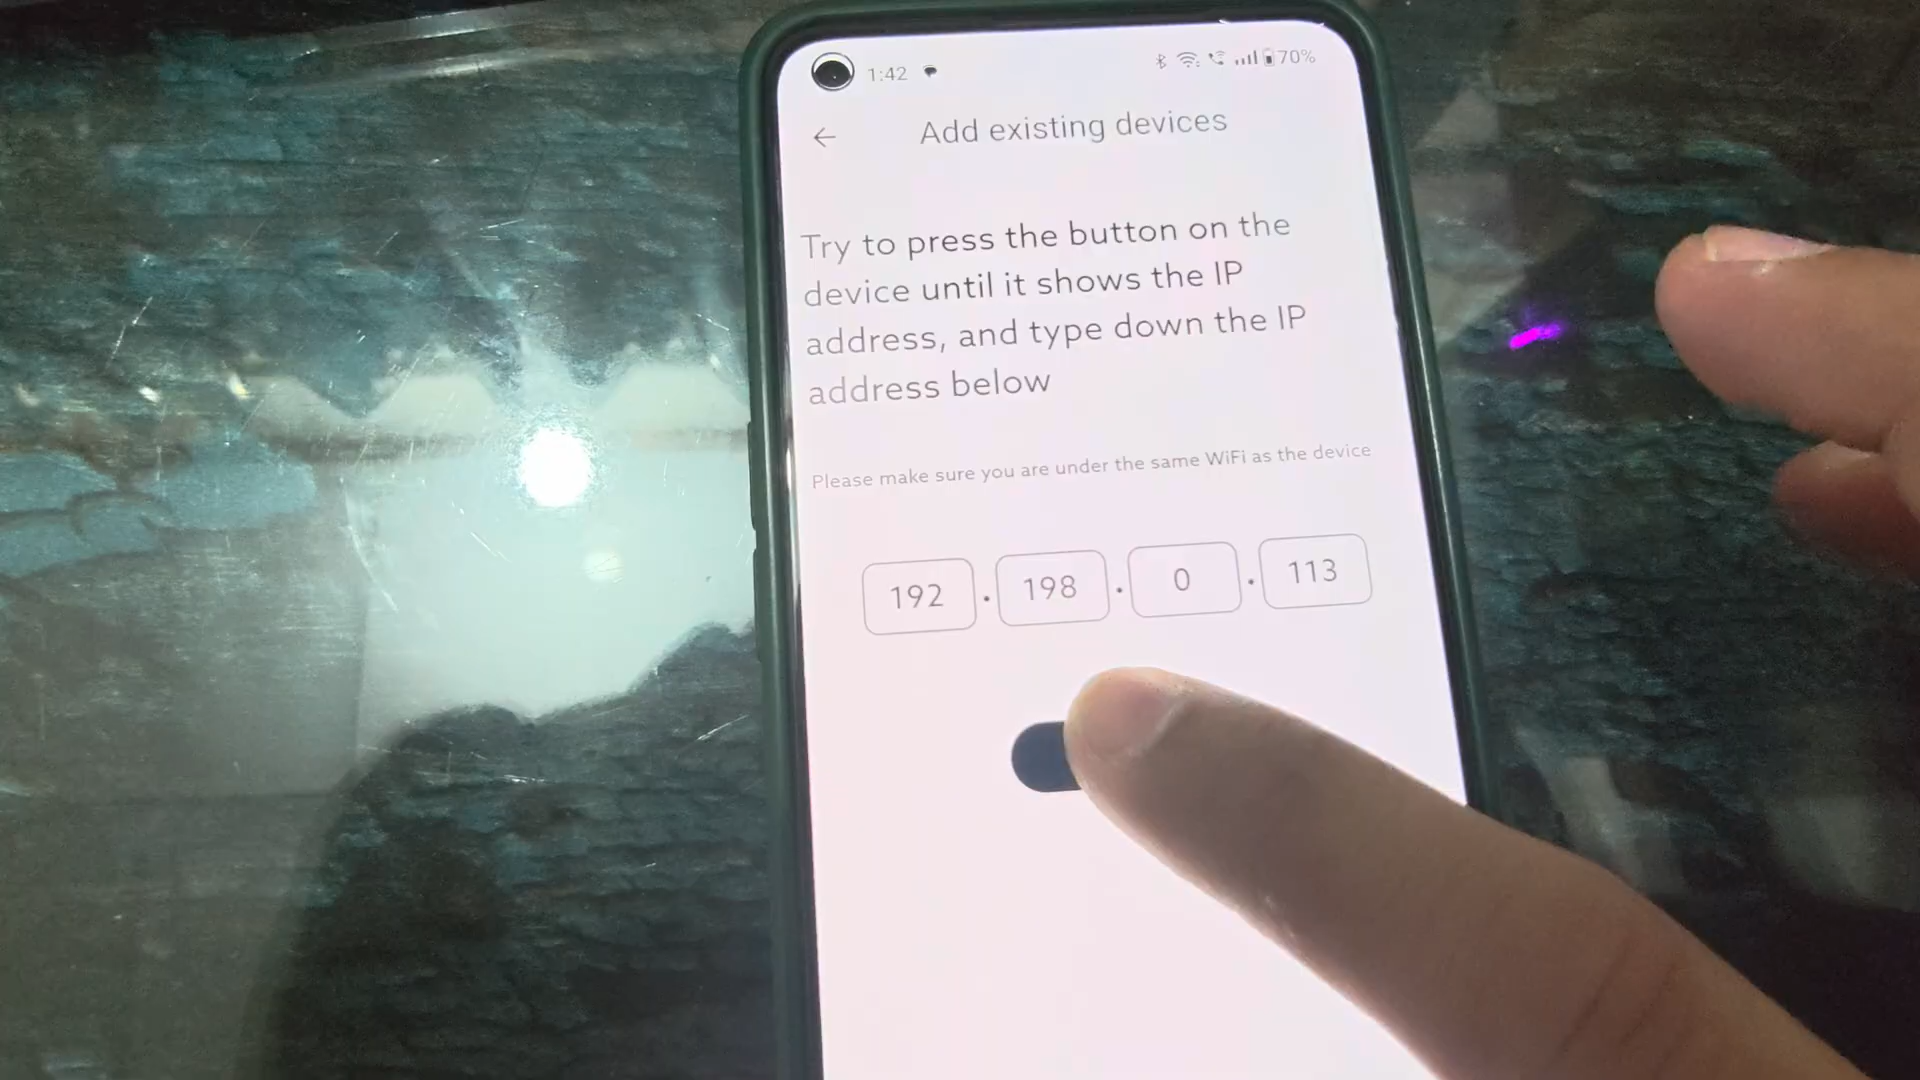 1:42
70%
Add existing devices
Try to press the button on the
device until it shows the IP
address, and type down the IP
address below
Please make sure you are under the same WiFi as the device
192 . 198 . 0 . 113